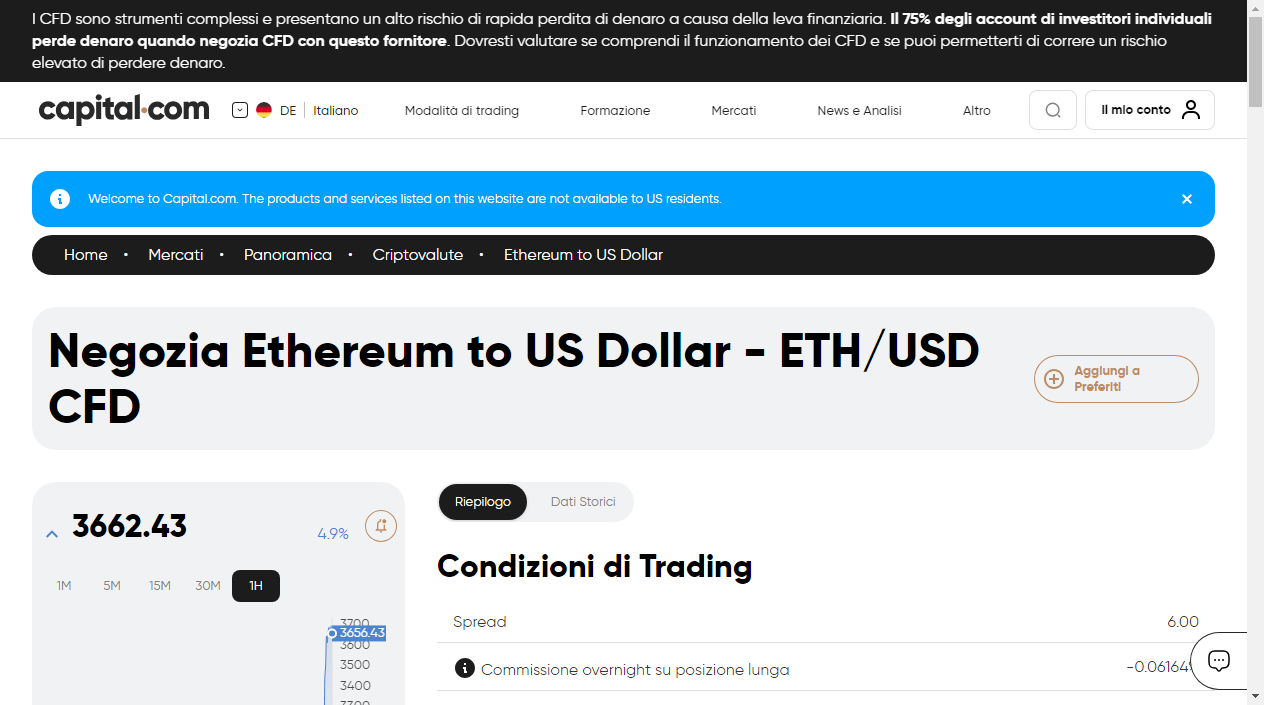 I CFD sono strumenti complessi e presentano un alto rischio di rapida perdita di denaro a causa della leva finanziaria. Il 75% degli account di investitori individuali
perde denaro quando negozia CFD con questo fornitore. Dovresti valutare se comprendi il funzionamento dei CFD e se puoi permetterti di correre un rischio
elevato di perdere denaro.
capital.com DE Italiano Modalità di trading Formazione Mercati News e Analisi Altro Il mio conto
Welcome to Capital.com. The products and services listed on this website are not available to US residents.
Home • Mercati • Panoramica • Criptovalute • Ethereum to US Dollar
Negozia Ethereum to US Dollar - ETH/USD
CFD
Aggiungi a
Preferiti
3662.43
4.9%
1M 5M 15M 30M 1H
3700
3656.43
3600
3500
3400
Riepilogo Dati Storici
Condizioni di Trading
Spread 6.00
Commissione overnight su posizione lunga